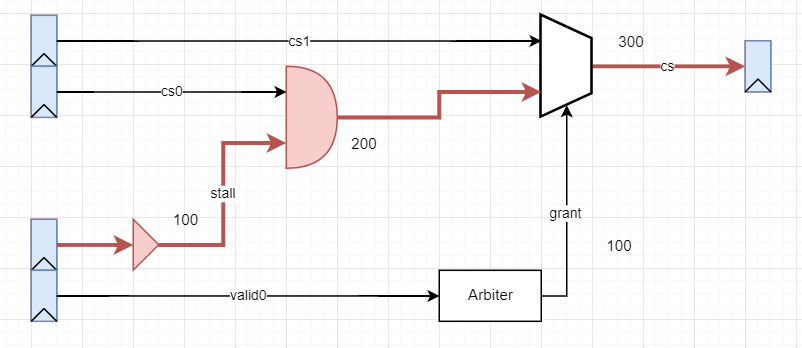 cs1
300
cs
cs0
200
stall
100
grant
100
valid0
Arbiter